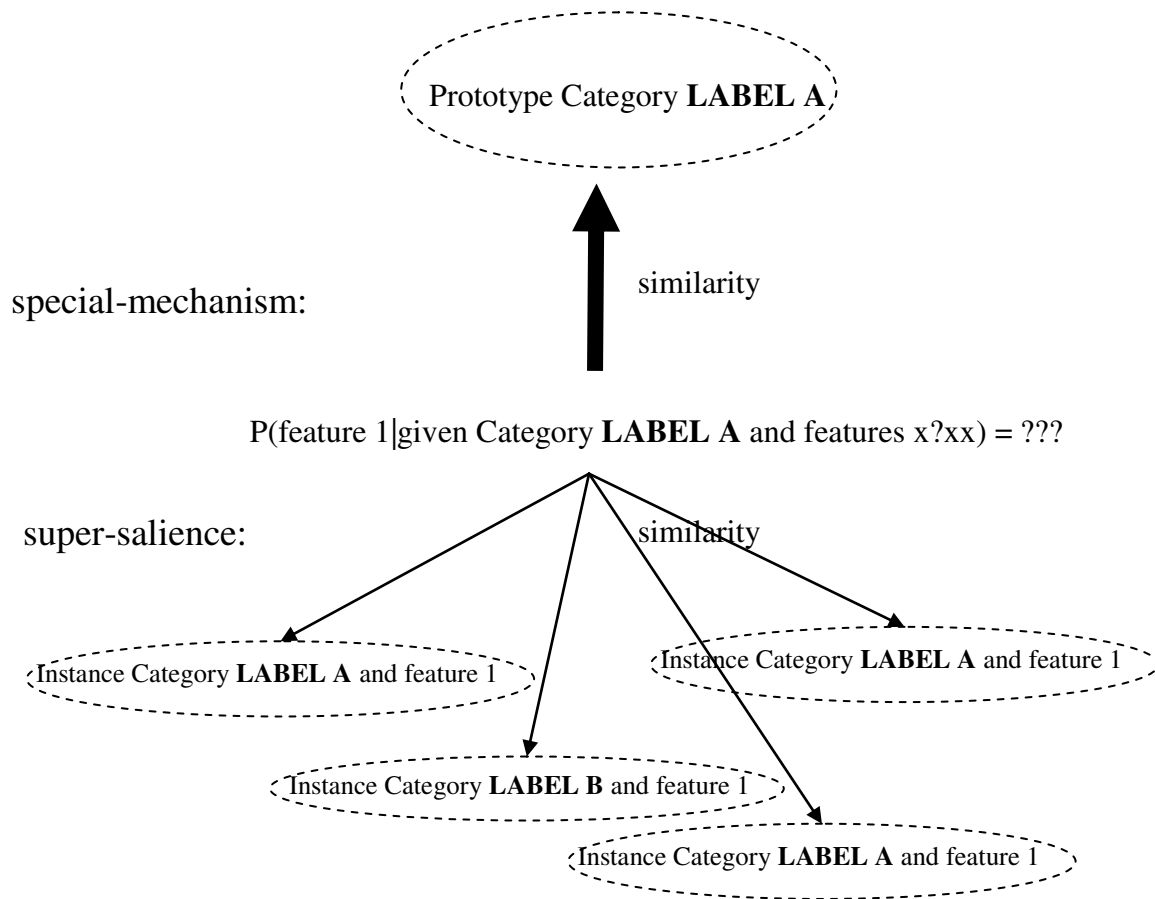 Prototype Category LABEL A
similarity
special-mechanism:
P(feature 1|given Category LABEL A and features x?xx) = ???
super-salience:
similarity
Instance Category LABEL A and feature 1
Instance Category LABEL A and feature 1
Instance Category LABEL B and feature 1
Instance Category LABEL A and feature 1